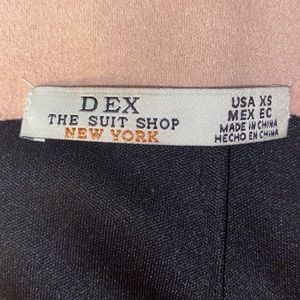 DEX
THE SUIT SHOP
NEW YORK
USA XS
MEX EC
MADE IN CHINA
HECHO EN CHINA